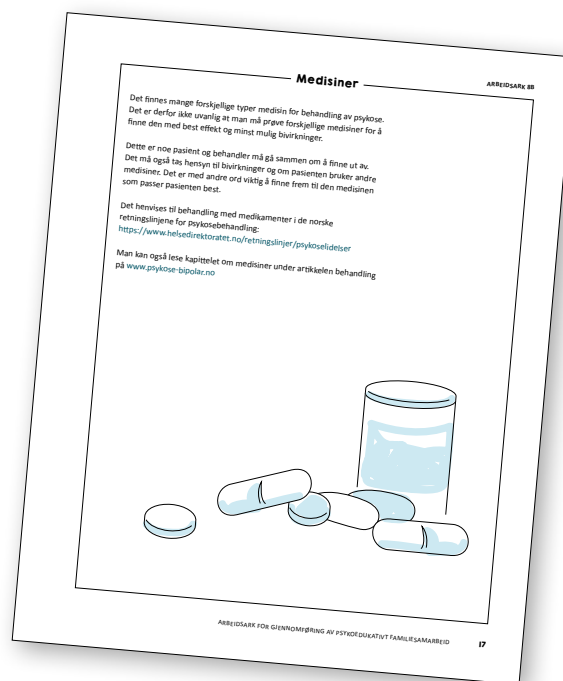 Medisiner
ARBEIDSARK 8B
Det finnes mange forskjellige typer medisin for behandling av psykose.
Det er derfor ikke uvanlig at man må prøve forskjellige medisiner for å
finne den med best effekt og minst mulig bivirkninger.
Dette er noe pasient og behandler må gå sammen om å finne ut av.
Det må også tas hensyn til bivirkninger og om pasienten bruker andre
medisiner. Det er med andre ord viktig å finne frem til den medisinen
som passer pasienten best.
Det henvises til behandling med medikamenter i de norske
retningslinjene for psykosebehandling:
https://www.helsedirektoratet.no/retningslinjer/psykoselidelser
Man kan også lese kapittelet om medisiner under artikkelen behandling
på www.psykose-bipolar.no
ARBEIDSARK FOR GJENNOMFØRING AV PSYKOEDUKATIVT FAMILIESAMARBEID
17